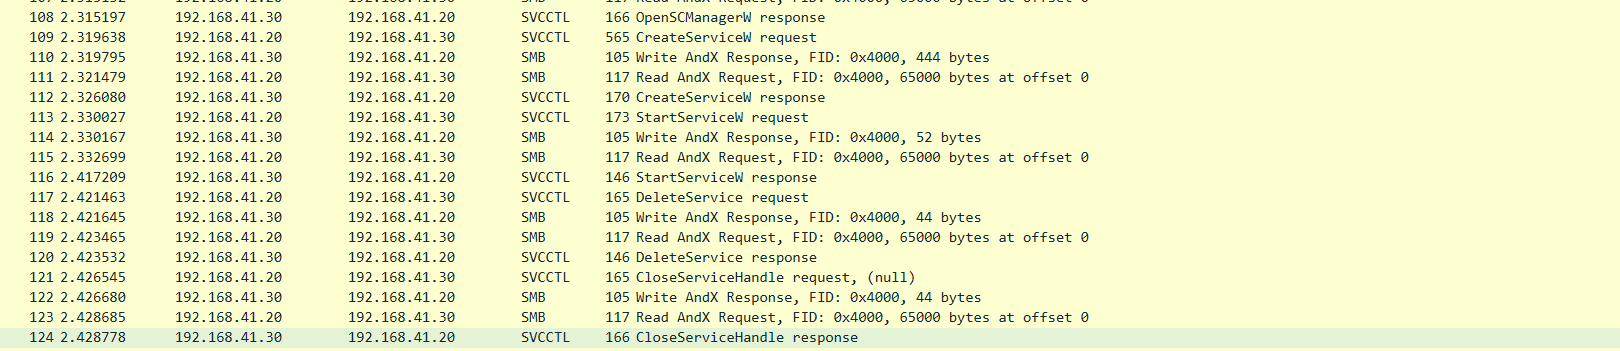 108 2.315197 192.168.41.30 192.168.41.20 SVCCTL 166 OpenSCManagerW response
109 2.319638 192.168.41.20 192.168.41.30 SVCCTL 565 CreateServiceW request
110 2.319795 192.168.41.30 192.168.41.20 SMB 105 Write AndX Response, FID: 0x4000, 444 bytes
111 2.321479 192.168.41.20 192.168.41.30 SMB 117 Read AndX Request, FID: 0x4000, 65000 bytes at offset 0
112 2.326080 192.168.41.30 192.168.41.20 SVCCTL 170 CreateServiceW response
113 2.330027 192.168.41.20 192.168.41.30 SVCCTL 173 StartServiceW request
114 2.330167 192.168.41.30 192.168.41.20 SMB 105 Write AndX Response, FID: 0x4000, 52 bytes
115 2.332699 192.168.41.20 192.168.41.30 SMB 117 Read AndX Request, FID: 0x4000, 65000 bytes at offset 0
116 2.417209 192.168.41.30 192.168.41.20 SVCCTL 146 StartServiceW response
117 2.421463 192.168.41.20 192.168.41.30 SVCCTL 165 DeleteService request
118 2.421645 192.168.41.30 192.168.41.20 SMB 105 Write AndX Response, FID: 0x4000, 44 bytes
119 2.423465 192.168.41.20 192.168.41.30 SMB 117 Read AndX Request, FID: 0x4000, 65000 bytes at offset 0
120 2.423532 192.168.41.30 192.168.41.20 SVCCTL 146 DeleteService response
121 2.426545 192.168.41.20 192.168.41.30 SVCCTL 165 CloseServiceHandle request, (null)
122 2.426680 192.168.41.30 192.168.41.20 SMB 105 Write AndX Response, FID: 0x4000, 44 bytes
123 2.428685 192.168.41.20 192.168.41.30 SMB 117 Read AndX Request, FID: 0x4000, 65000 bytes at offset 0
124 2.428778 192.168.41.30 192.168.41.20 SVCCTL 166 CloseServiceHandle response